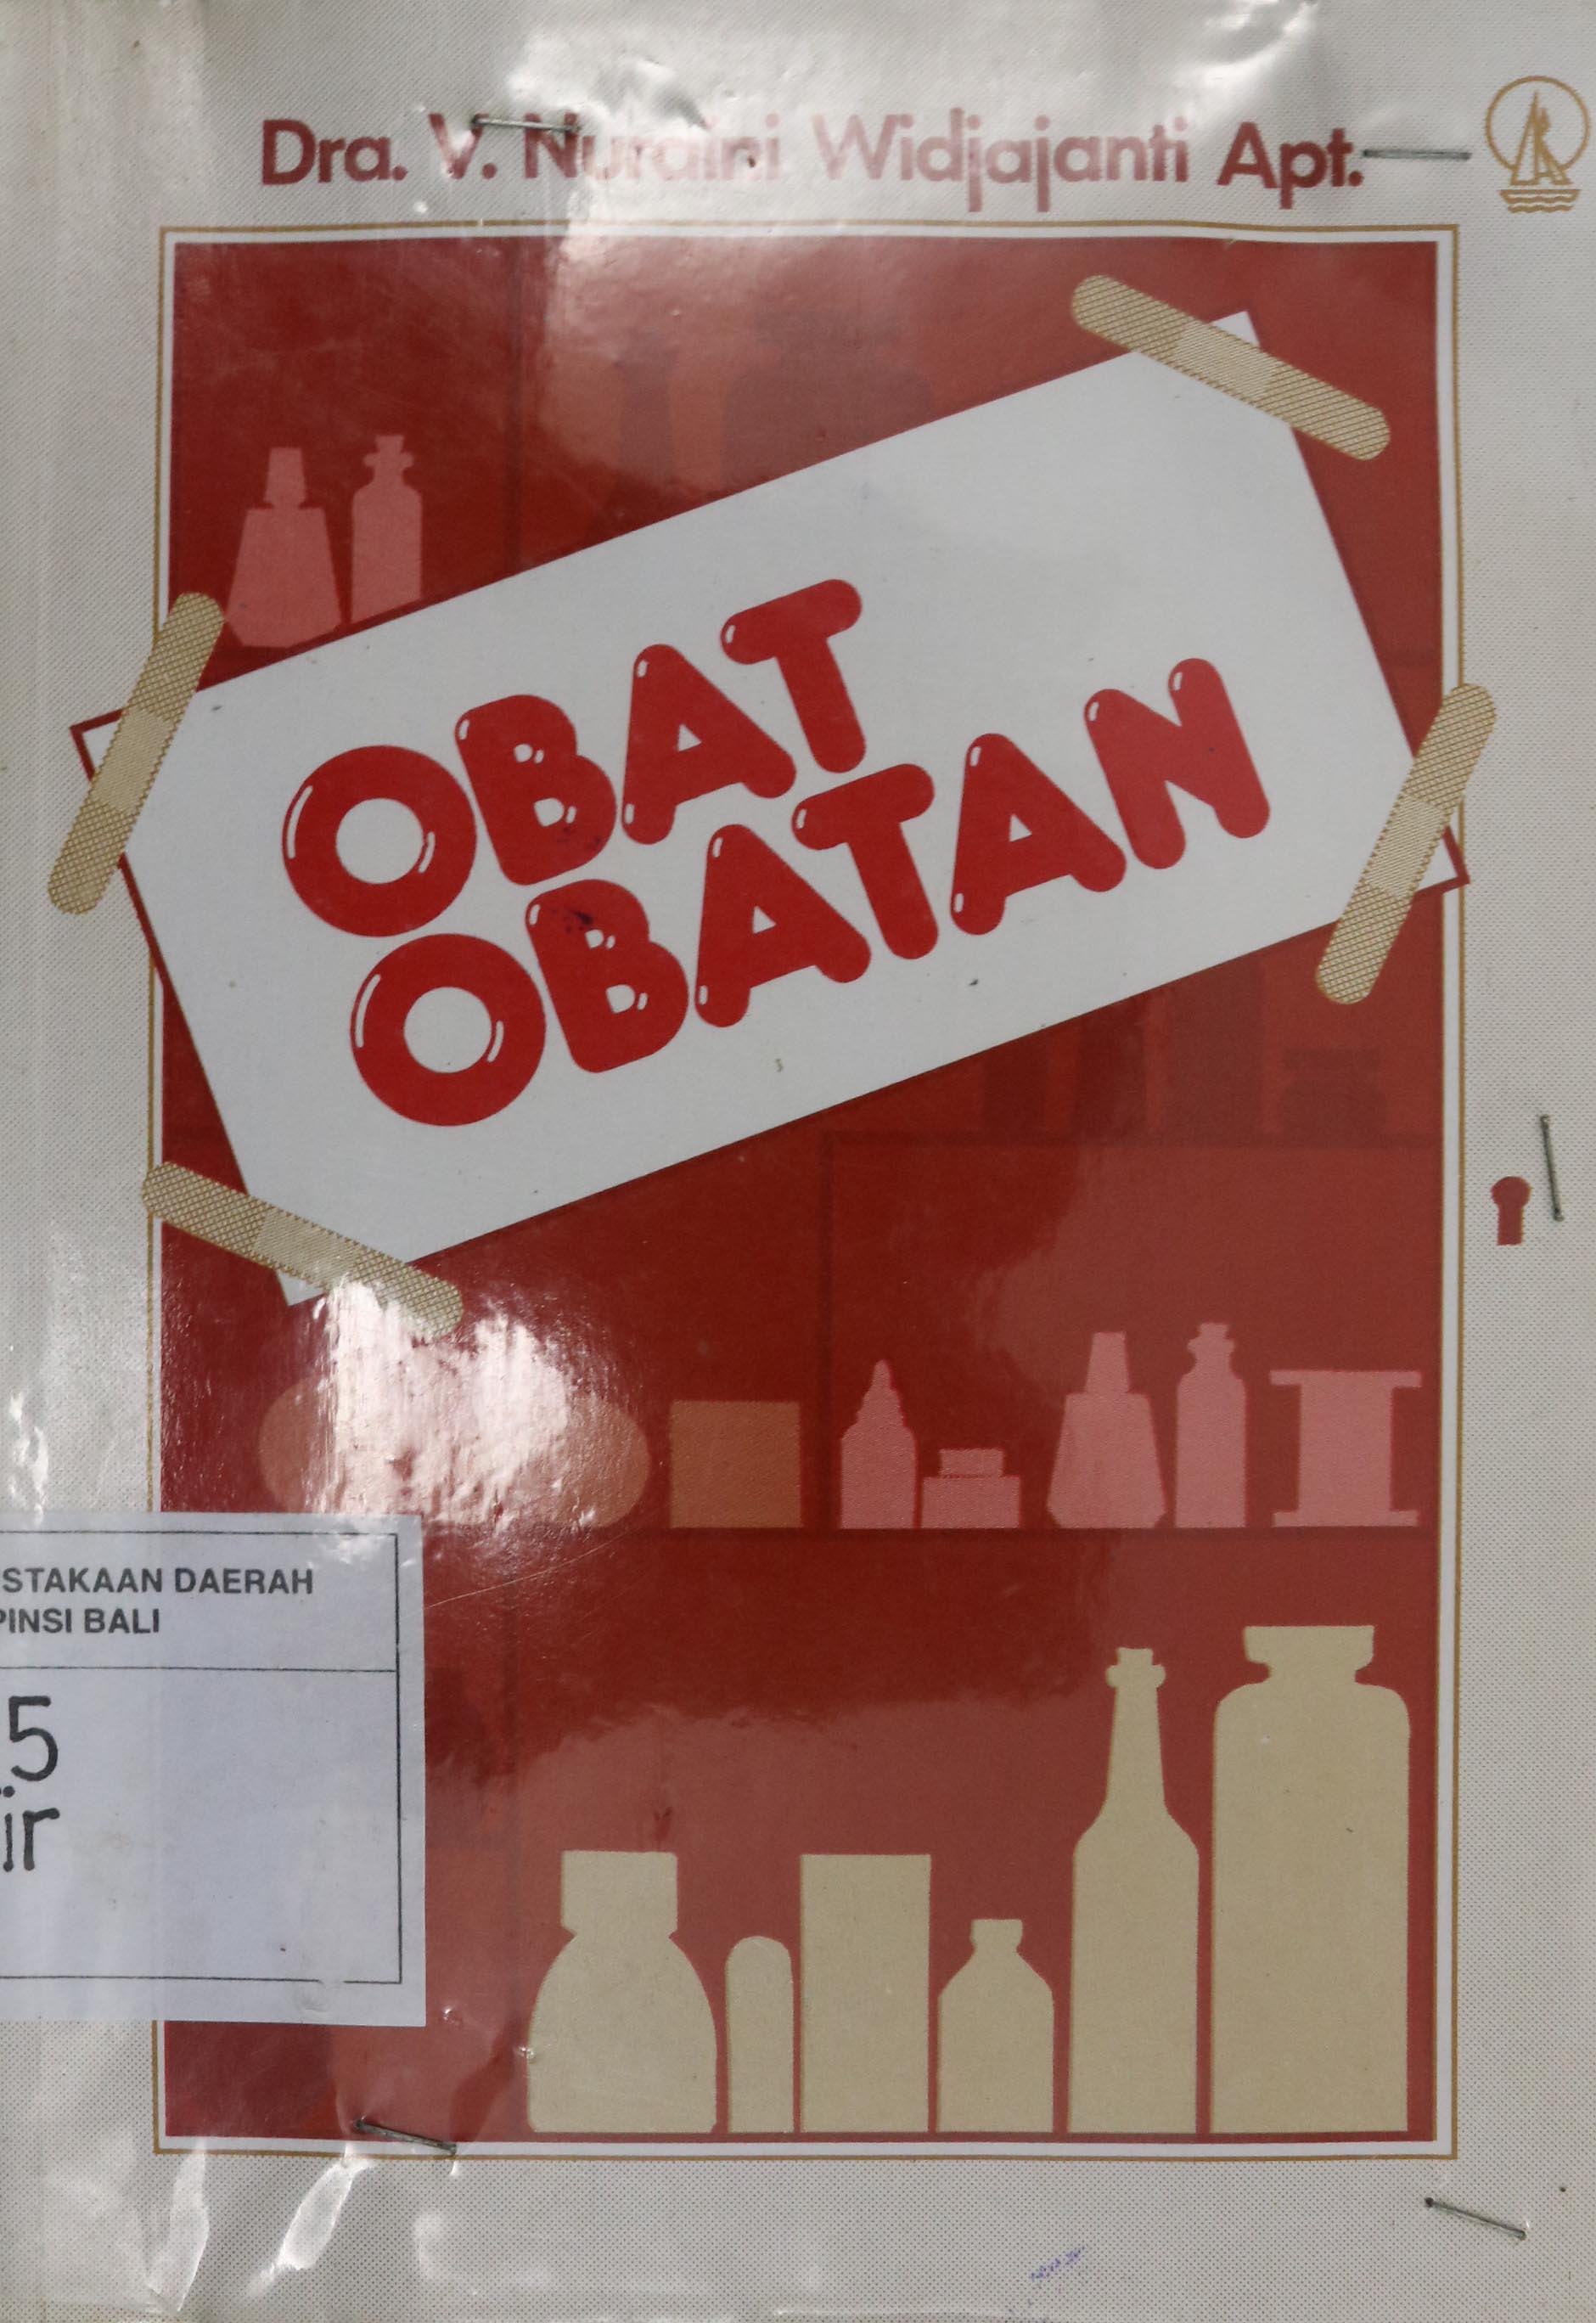 Dra. V. Nuraini Widjajanti Apt.
OBAT
OBATAN
STAKAAN DAERAH
PINSI BALI
.5
ir